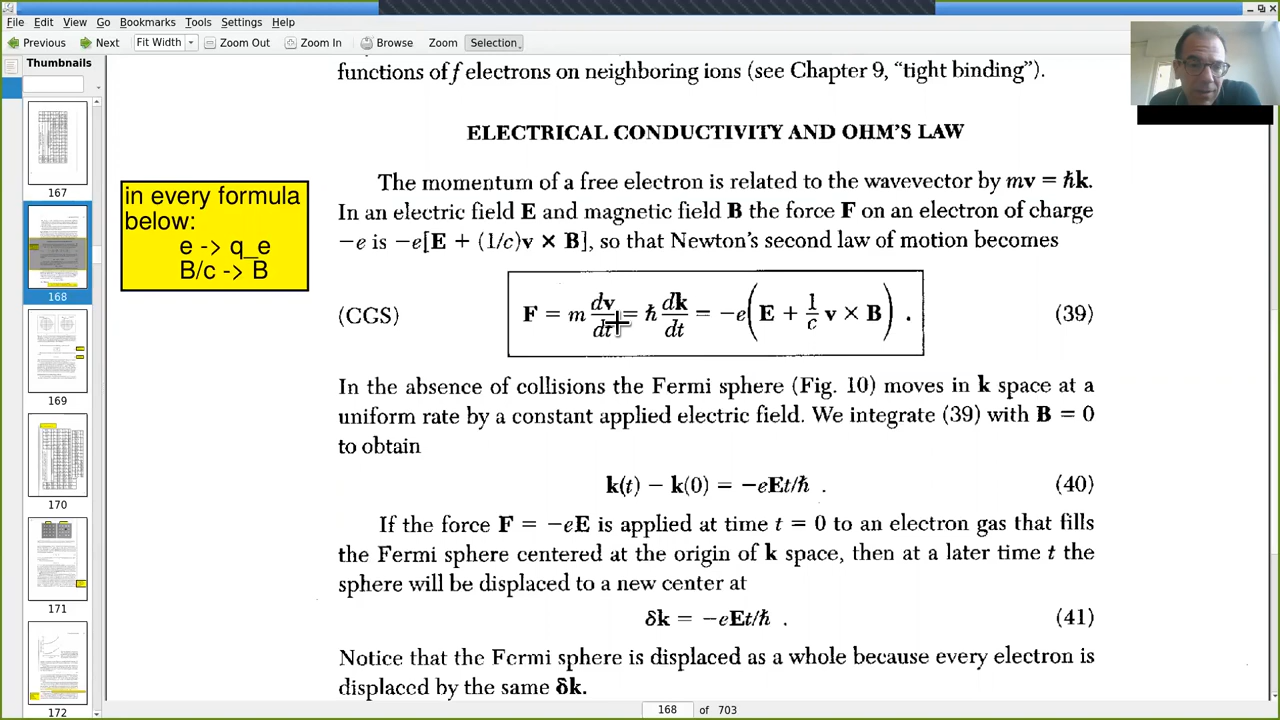 File Edit View Go Bookmarks Tools Settings Help
Previous Next Fit Width Zoom Out Zoom In Browse Zoom Selection
Thumbnails
167
168
169
170
171
172
in every formula
below:
e -> q_e
B/c -> B
functions of f electrons on neighboring ions (see Chapter 9, “tight binding”).
ELECTRICAL CONDUCTIVITY AND OHM'S LAW
The momentum of a free electron is related to the wavevector by mv = ℏk.
In an electric field E and magnetic field B the force F on an electron of charge
−e is −e[E + (1/c)v × B], so that Newton's second law of motion becomes
(CGS) F = m dv/dt = ℏ dk/dt = −e(E + 1/c v × B) . (39)
In the absence of collisions the Fermi sphere (Fig. 10) moves in k space at a
uniform rate by a constant applied electric field. We integrate (39) with B = 0
to obtain
k(t) − k(0) = −eEt/ℏ . (40)
If the force F = −eE is applied at time t = 0 to an electron gas that fills
the Fermi sphere centered at the origin of k space, then at a later time t the
sphere will be displaced to a new center at
δk = −eEt/ℏ . (41)
Notice that the Fermi sphere is displaced as a whole because every electron is
displaced by the same δk.
168 of 703